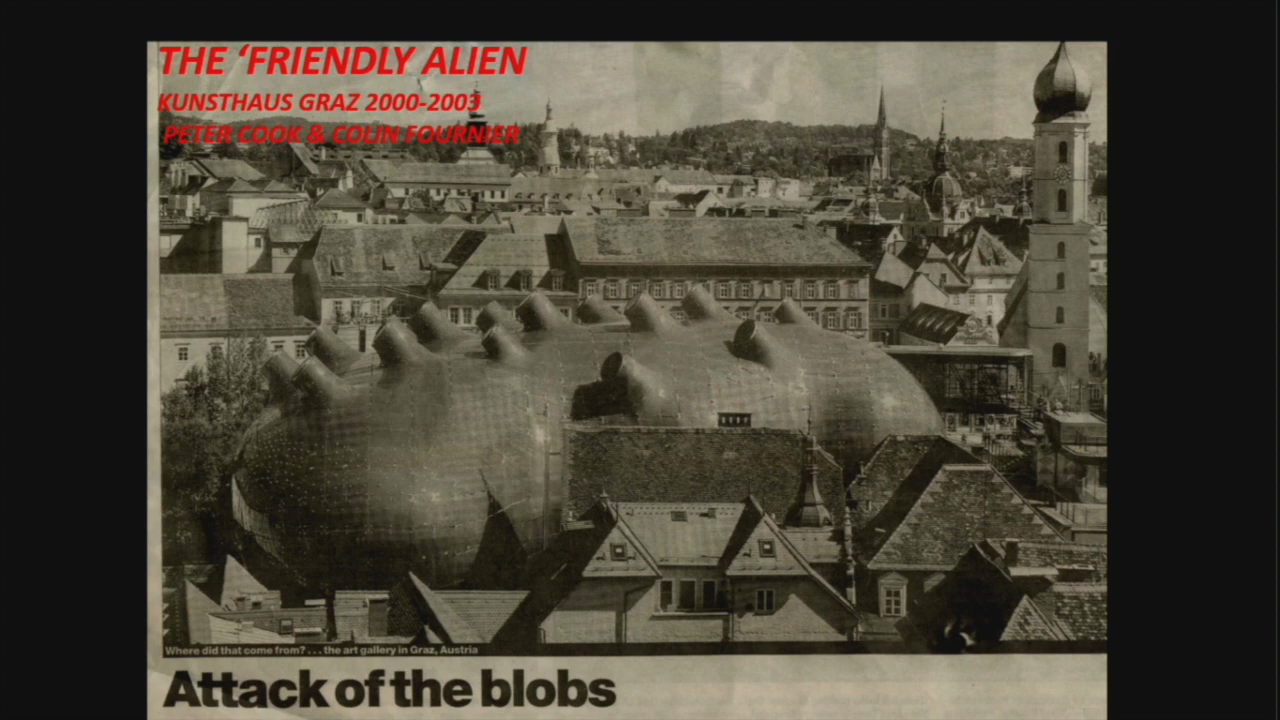 THE ‘FRIENDLY ALIEN
KUNSTHAUS GRAZ 2000-2003
PETER COOK & COLIN FOURNIER
Where did that come from? . . . the art gallery in Graz, Austria
Attack of the blobs